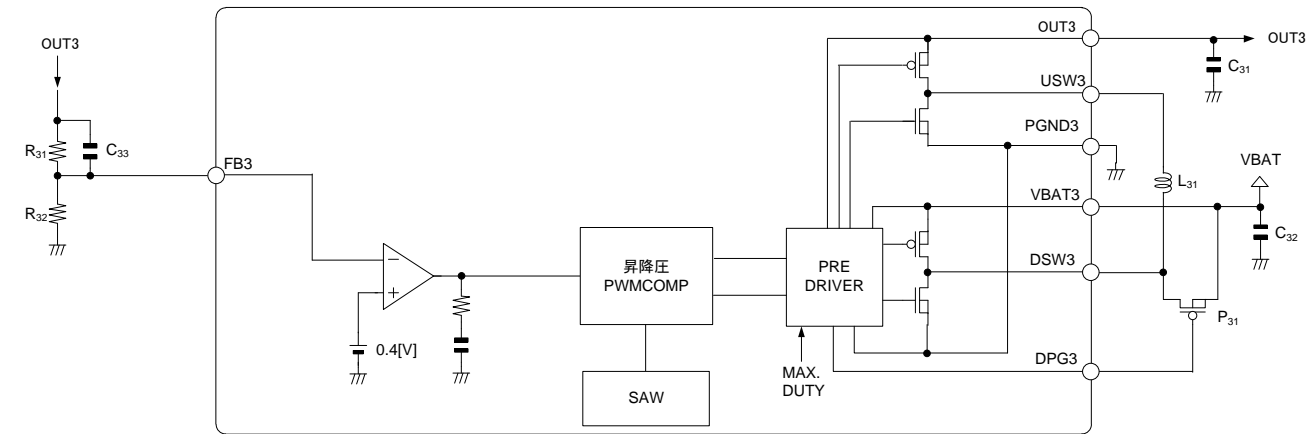 OUT3
R31
C33
R32
FB3
0.4[V]
昇降圧
PWMCOMP
SAW
PRE
DRIVER
MAX.
DUTY
OUT3
USW3
PGND3
VBAT3
DSW3
DPG3
OUT3
C31
L31
VBAT
C32
P31